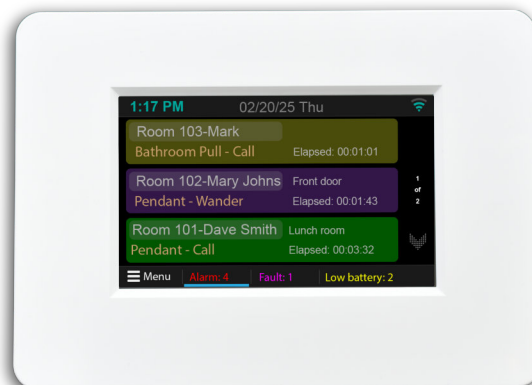 1:17 PM 02/20/25 Thu
Room 103-Mark
Bathroom Pull - Call Elapsed: 00:01:01
Room 102-Mary Johns Front door
Pendant - Wander Elapsed: 00:01:43
1
of
2
Room 101-Dave Smith Lunch room
Pendant - Call Elapsed: 00:03:32
Menu Alarm: 4 Fault: 1 Low battery: 2